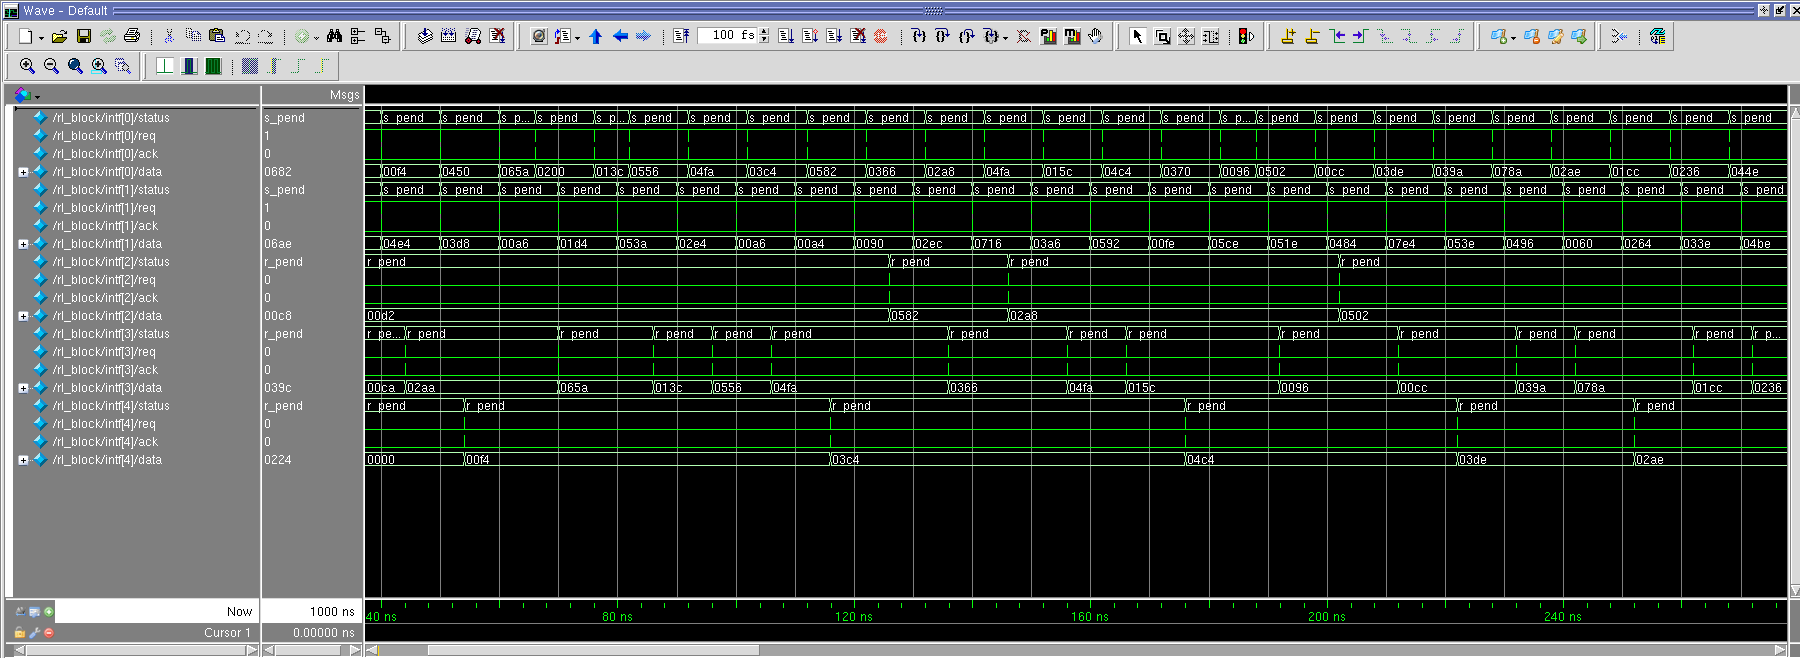 Wave - Default
100 fs
Msgs
/rl_block/intf[0]/status s_pend s_pend s_pend s_p... s_pend s_p... s_pend s_pend s_pend s_pend s_pend s_pend s_pend s_pend s_pend s_pend s_p... s_pend s_pend s_pend s_pend s_pend s_pend s_pend s_pend s_pend
/rl_block/intf[0]/req 1
/rl_block/intf[0]/ack 0
/rl_block/intf[0]/data 0682 00f4 0450 065a 0200 013c 0556 04fa 03c4 0582 0366 02a8 04fa 015c 04c4 0370 0096 0502 00cc 03de 039a 078a 02ae 01cc 0236 044e
/rl_block/intf[1]/status s_pend s_pend s_pend s_pend s_pend s_pend s_pend s_pend s_pend s_pend s_pend s_pend s_pend s_pend s_pend s_pend s_pend s_pend s_pend s_pend s_pend s_pend s_pend s_pend s_pend
/rl_block/intf[1]/req 1
/rl_block/intf[1]/ack 0
/rl_block/intf[1]/data 06ae 04e4 03d8 00a6 01d4 053a 02e4 00a6 00a4 0090 02ec 0716 03a6 0592 00fe 05ce 051e 0484 07e4 053e 0496 0060 0264 033e 04be
/rl_block/intf[2]/status r_pend r_pend r_pend r_pend r_pend
/rl_block/intf[2]/req 0
/rl_block/intf[2]/ack 0
/rl_block/intf[2]/data 00c8 00d2 0582 02a8 0502
/rl_block/intf[3]/status r_pend r_pe... r_pend r_pend r_pend r_pend r_pend r_pend r_pend r_pend r_pend r_pend r_pend r_pend r_pend r_p...
/rl_block/intf[3]/req 0
/rl_block/intf[3]/ack 0
/rl_block/intf[3]/data 039c 00ca 02aa 065a 013c 0556 04fa 0366 04fa 015c 0096 00cc 039a 078a 01cc 0236
/rl_block/intf[4]/status r_pend r_pend r_pend r_pend r_pend r_pend r_pend
/rl_block/intf[4]/req 0
/rl_block/intf[4]/ack 0
/rl_block/intf[4]/data 0224 0000 00f4 03c4 04c4 03de 02ae
Now 1000 ns
40 ns 80 ns 120 ns 160 ns 200 ns 240 ns
Cursor 1 0.00000 ns